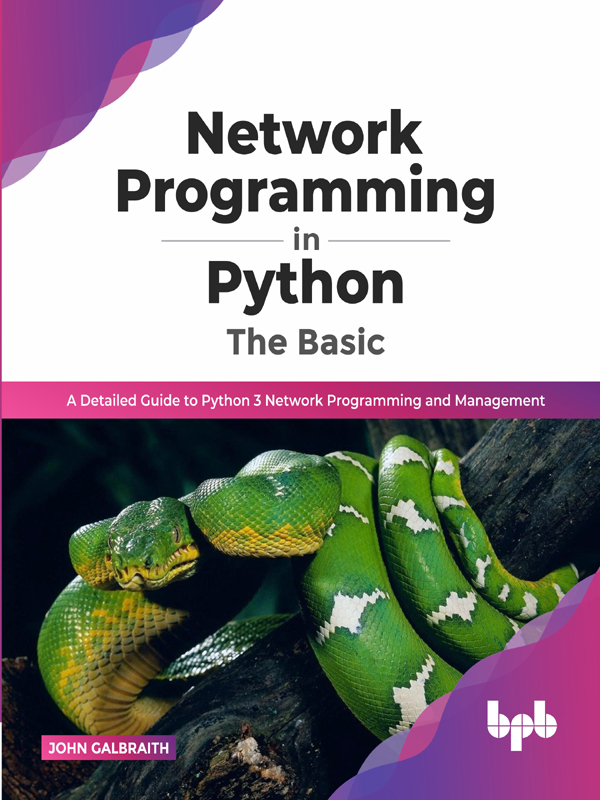 Network
Programming
in
Python
The Basic
A Detailed Guide to Python 3 Network Programming and Management
JOHN GALBRAITH
bpb